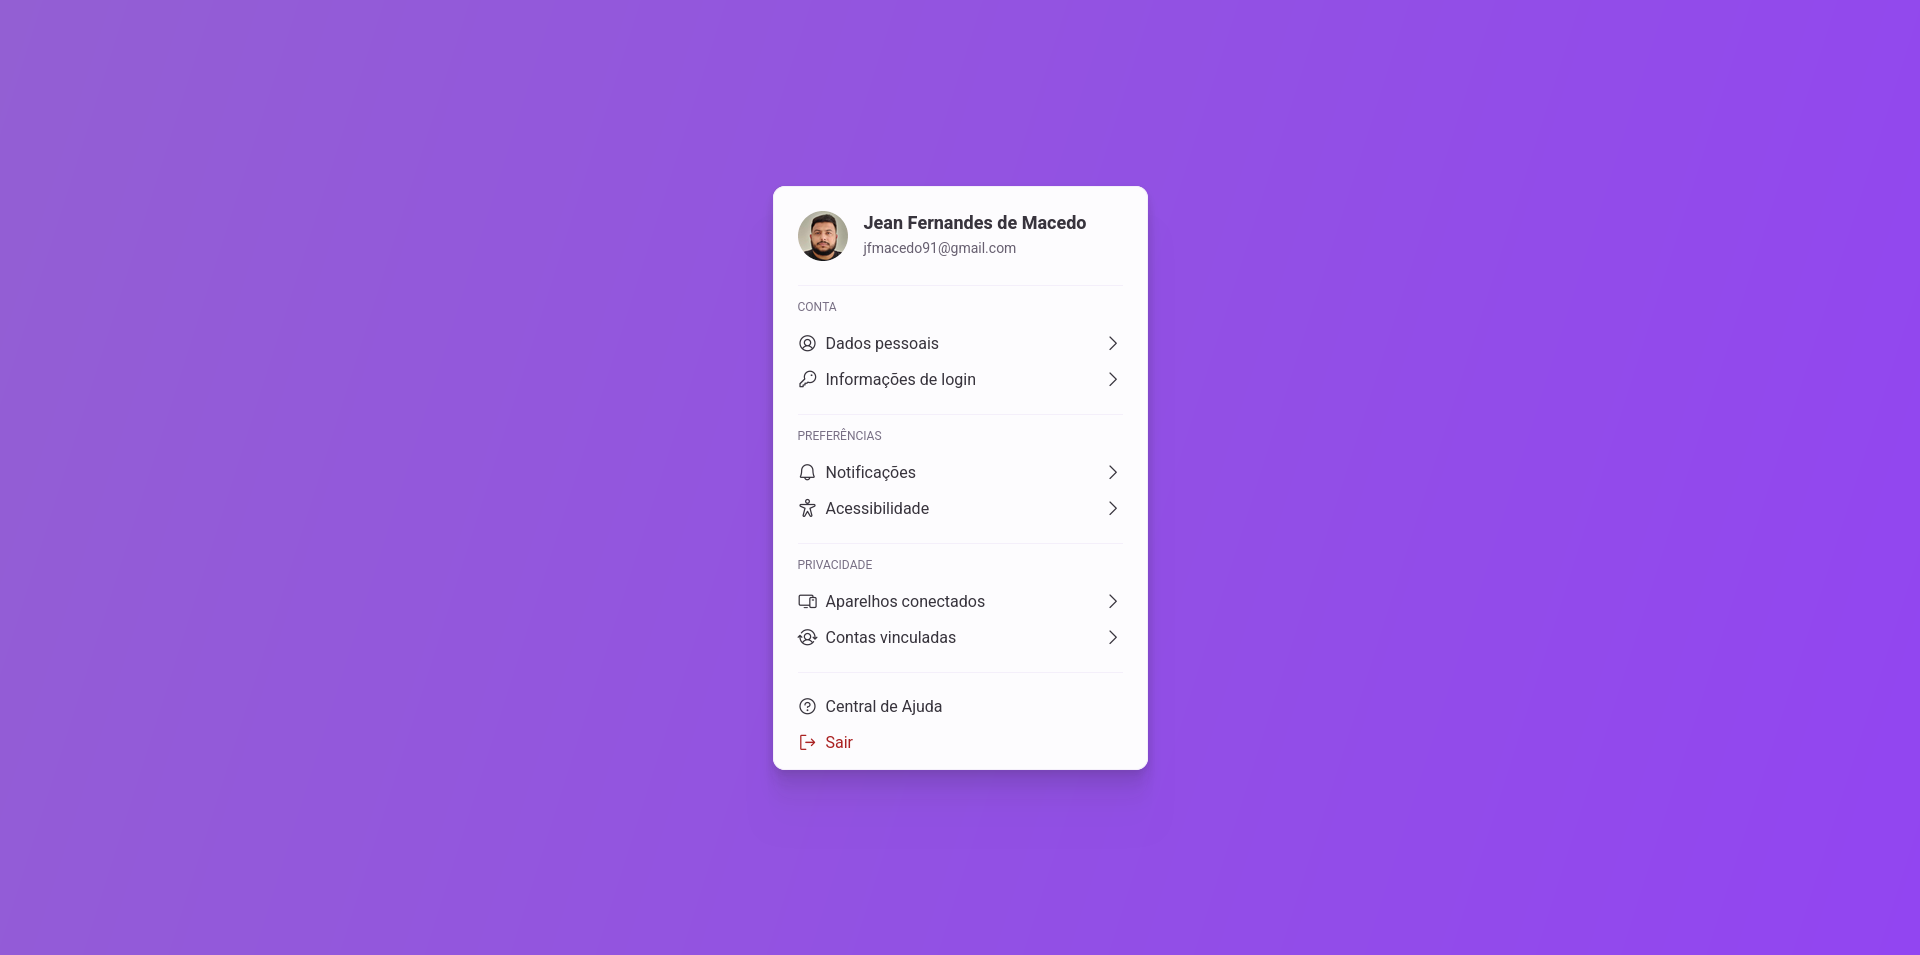 Jean Fernandes de Macedo
jfmacedo91@gmail.com
CONTA
Dados pessoais
Informações de login
PREFERÊNCIAS
Notificações
Acessibilidade
PRIVACIDADE
Aparelhos conectados
Contas vinculadas
Central de Ajuda
Sair